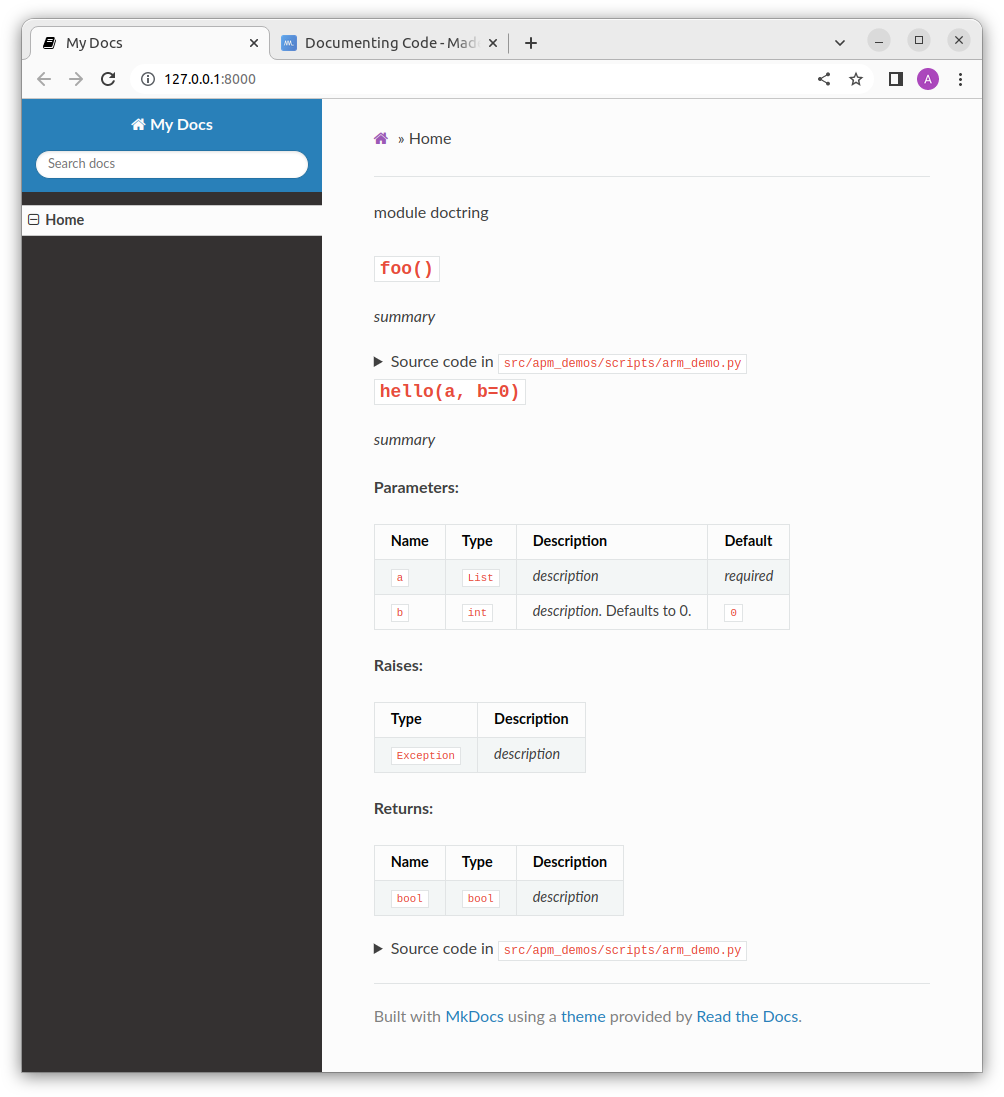 My Docs
Documenting Code - Mad
127.0.0.1:8000
A
My Docs
Search docs
Home
» Home
module doctring
foo()
summary
Source code in src/apm_demos/scripts/arm_demo.py
hello(a, b=0)
summary
Parameters:
Name Type Description Default
a List description required
b int description. Defaults to 0. 0
Raises:
Type Description
Exception description
Returns:
Name Type Description
bool bool description
Source code in src/apm_demos/scripts/arm_demo.py
Built with MkDocs using a theme provided by Read the Docs.